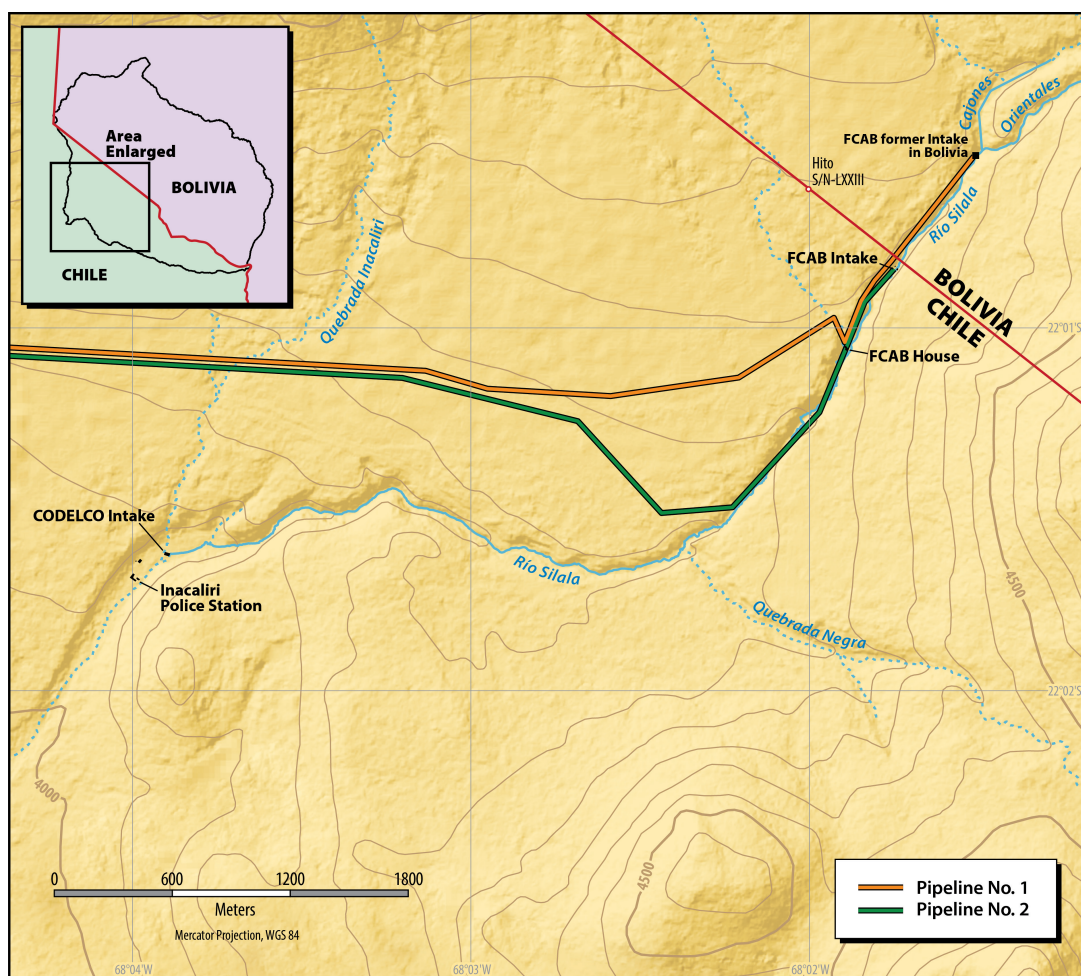 Area
Enlarged
BOLIVIA
CHILE
Quebrada Inacaliri
Cajones
Orientales
FCAB former Intake
in Bolivia
Hito
S/N-LXXIII
Río Silala
FCAB Intake
BOLIVIA
CHILE
22°01'S
FCAB House
CODELCO Intake
Inacaliri
Police Station
Río Silala
4500
Quebrada Negra
22°02'S
4000
4500
0 600 1200 1800
Meters
Mercator Projection, WGS 84
Pipeline No. 1
Pipeline No. 2
68°04'W 68°03'W 68°02'W